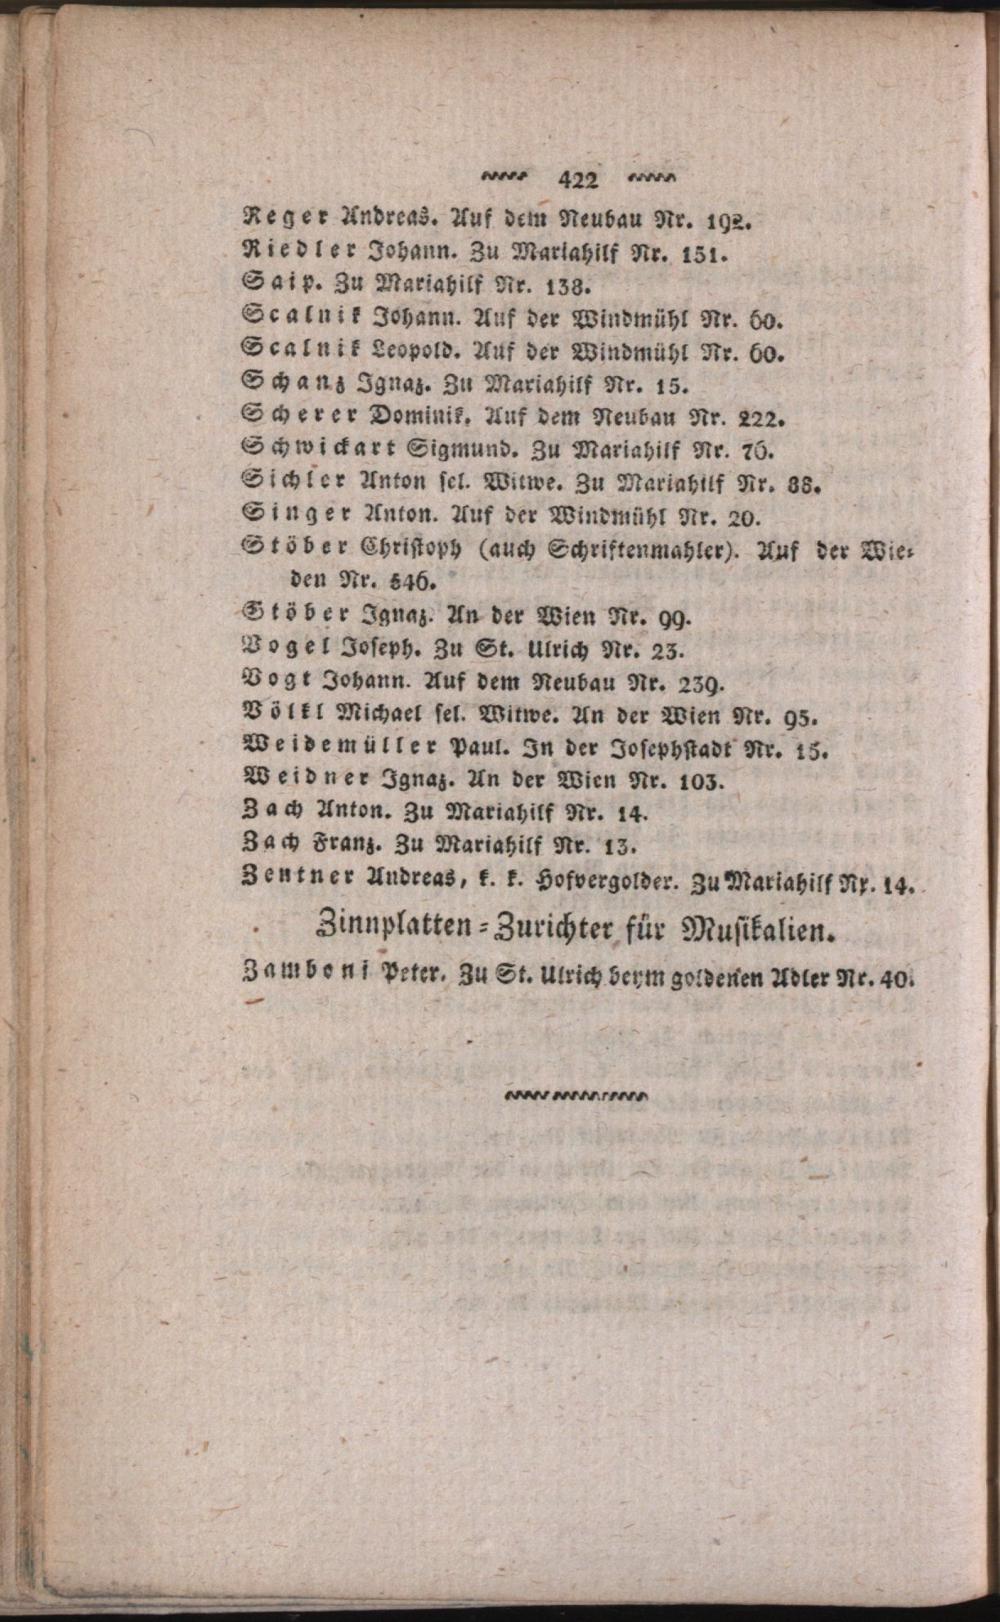 422
Reger Andreas. Auf dem Neubau Nr. 192.
Riedler Johann. Zu Mariahilf Nr. 151.
Saip. Zu Mariahilf Nr. 138.
Scalnik Johann. Auf der Windmühl Nr. 60.
Scalnik Leopold. Auf der Windmühl Nr. 60.
Schanz Ignaz. Zu Mariahilf Nr. 15.
Scherer Dominik. Auf dem Neubau Nr. 222.
Schwickart Sigmund. Zu Mariahilf Nr. 76.
Sichler Anton sel. Witwe. Zu Mariahilf Nr. 88.
Singer Anton. Auf der Windmühl Nr. 20.
Stöber Christoph (auch Schriftenmahler). Auf der Wie-
den Nr. 546.
Stöber Ignaz. An der Wien Nr. 99.
Vogel Joseph. Zu St. Ulrich Nr. 23.
Vogt Johann. Auf dem Neubau Nr. 239.
Völkl Michael sel. Witwe. An der Wien Nr. 95.
Weidemüller Paul. In der Josephstadt Nr. 15.
Weidner Ignaz. An der Wien Nr. 103.
Zach Anton. Zu Mariahilf Nr. 14.
Zach Franz. Zu Mariahilf Nr. 13.
Zentner Andreas, k. k. Hofvergolder. Zu Mariahilf Nr. 14.
Zinnplatten-Zurichter für Musikalien.
Zamboni Peter. Zu St. Ulrich beym goldenen Adler Nr. 40.